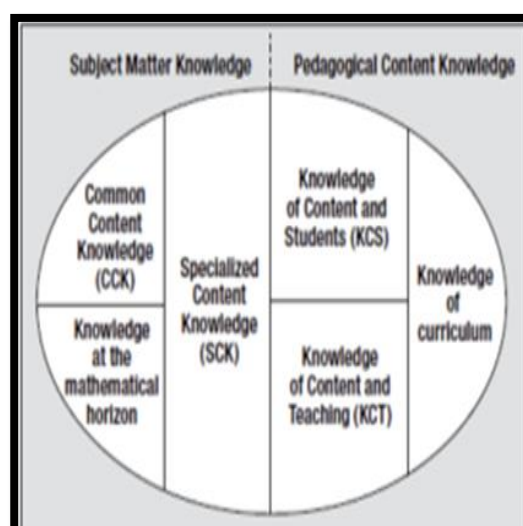 Subject Matter Knowledge
Pedagogical Content Knowledge
Common
Content
Knowledge
(CCK)
Knowledge
at the
mathematical
horizon
Specialized
Content
Knowledge
(SCK)
Knowledge
of Content and
Students (KCS)
Knowledge
of Content and
Teaching (KCT)
Knowledge
of
curriculum